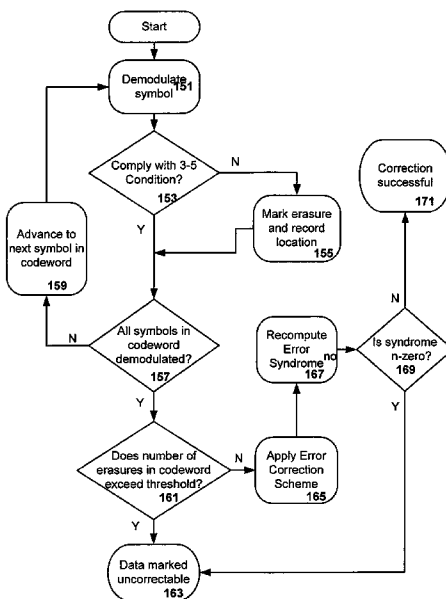 Start
Demodulate
symbol
151
Comply with 3-5
Condition?
153
N
Y
Mark erasure
and record
location
155
Correction
successful
171
Advance to
next symbol in
codeword
159
N
All symbols in
codeword
demodulated?
157
Y
Recompute
Error
Syndrome
167
no
N
Is syndrome
n-zero?
169
Y
Does number of
erasures in codeword
exceed threshold?
161
N
Y
Apply Error
Correction
Scheme
165
Data marked
uncorrectable
163